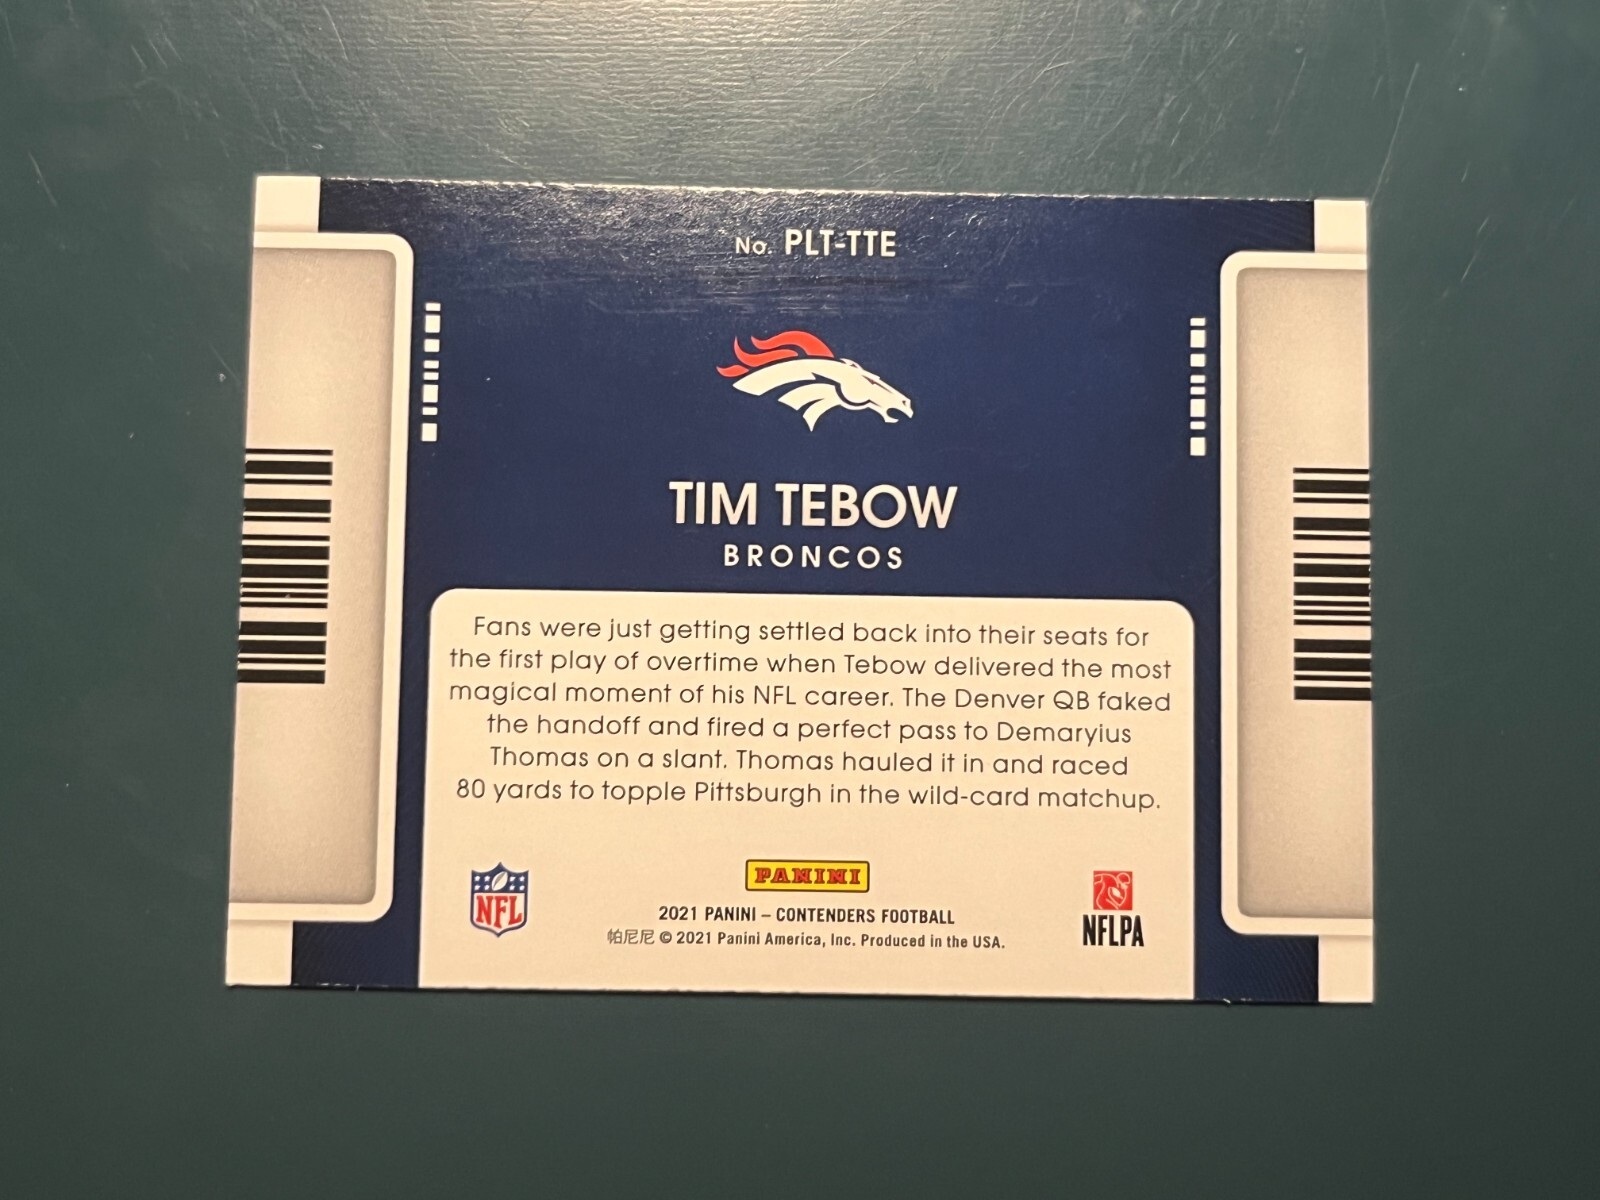 No. PLT-TTE
TIM TEBOW
BRONCOS
Fans were just getting settled back into their seats for
the first play of overtime when Tebow delivered the most
magical moment of his NFL career. The Denver QB faked
the handoff and fired a perfect pass to Demaryius
Thomas on a slant. Thomas hauled it in and raced
80 yards to topple Pittsburgh in the wild-card matchup.
NFL
PANINI
2021 PANINI – CONTENDERS FOOTBALL
帕尼尼 © 2021 Panini America, Inc. Produced in the USA.
NFLPA